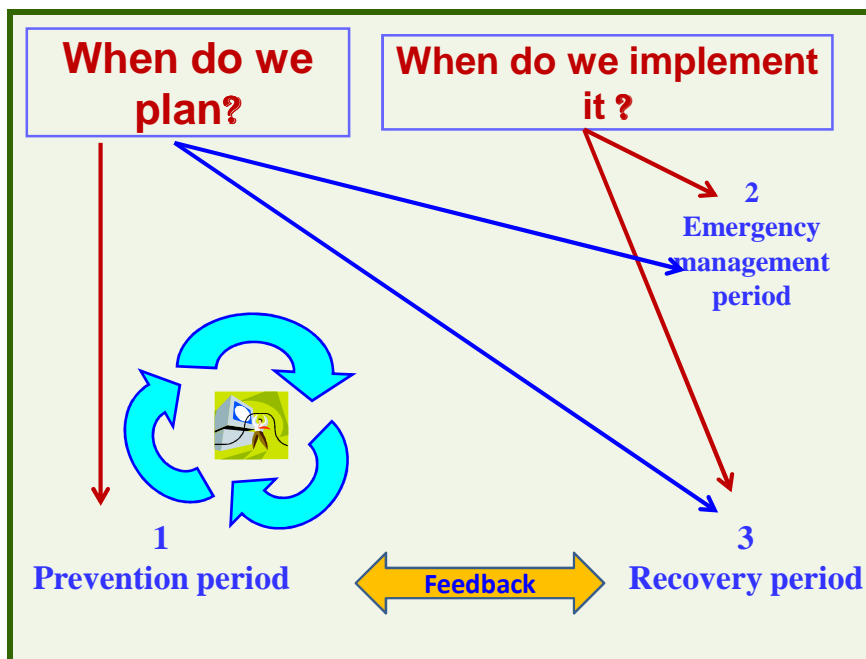 When do we
plan?
When do we implement
it ?
2
Emergency
management
period
1
Prevention period
Feedback
3
Recovery period